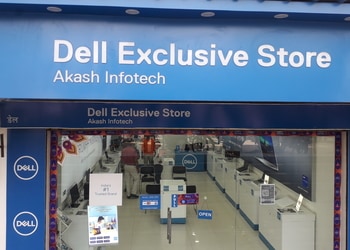 Dell Exclusive Store
Akash Infotech
Dell Exclusive Store
Akash Infotech
डेल
DELL
DELL
DELL
OPEN